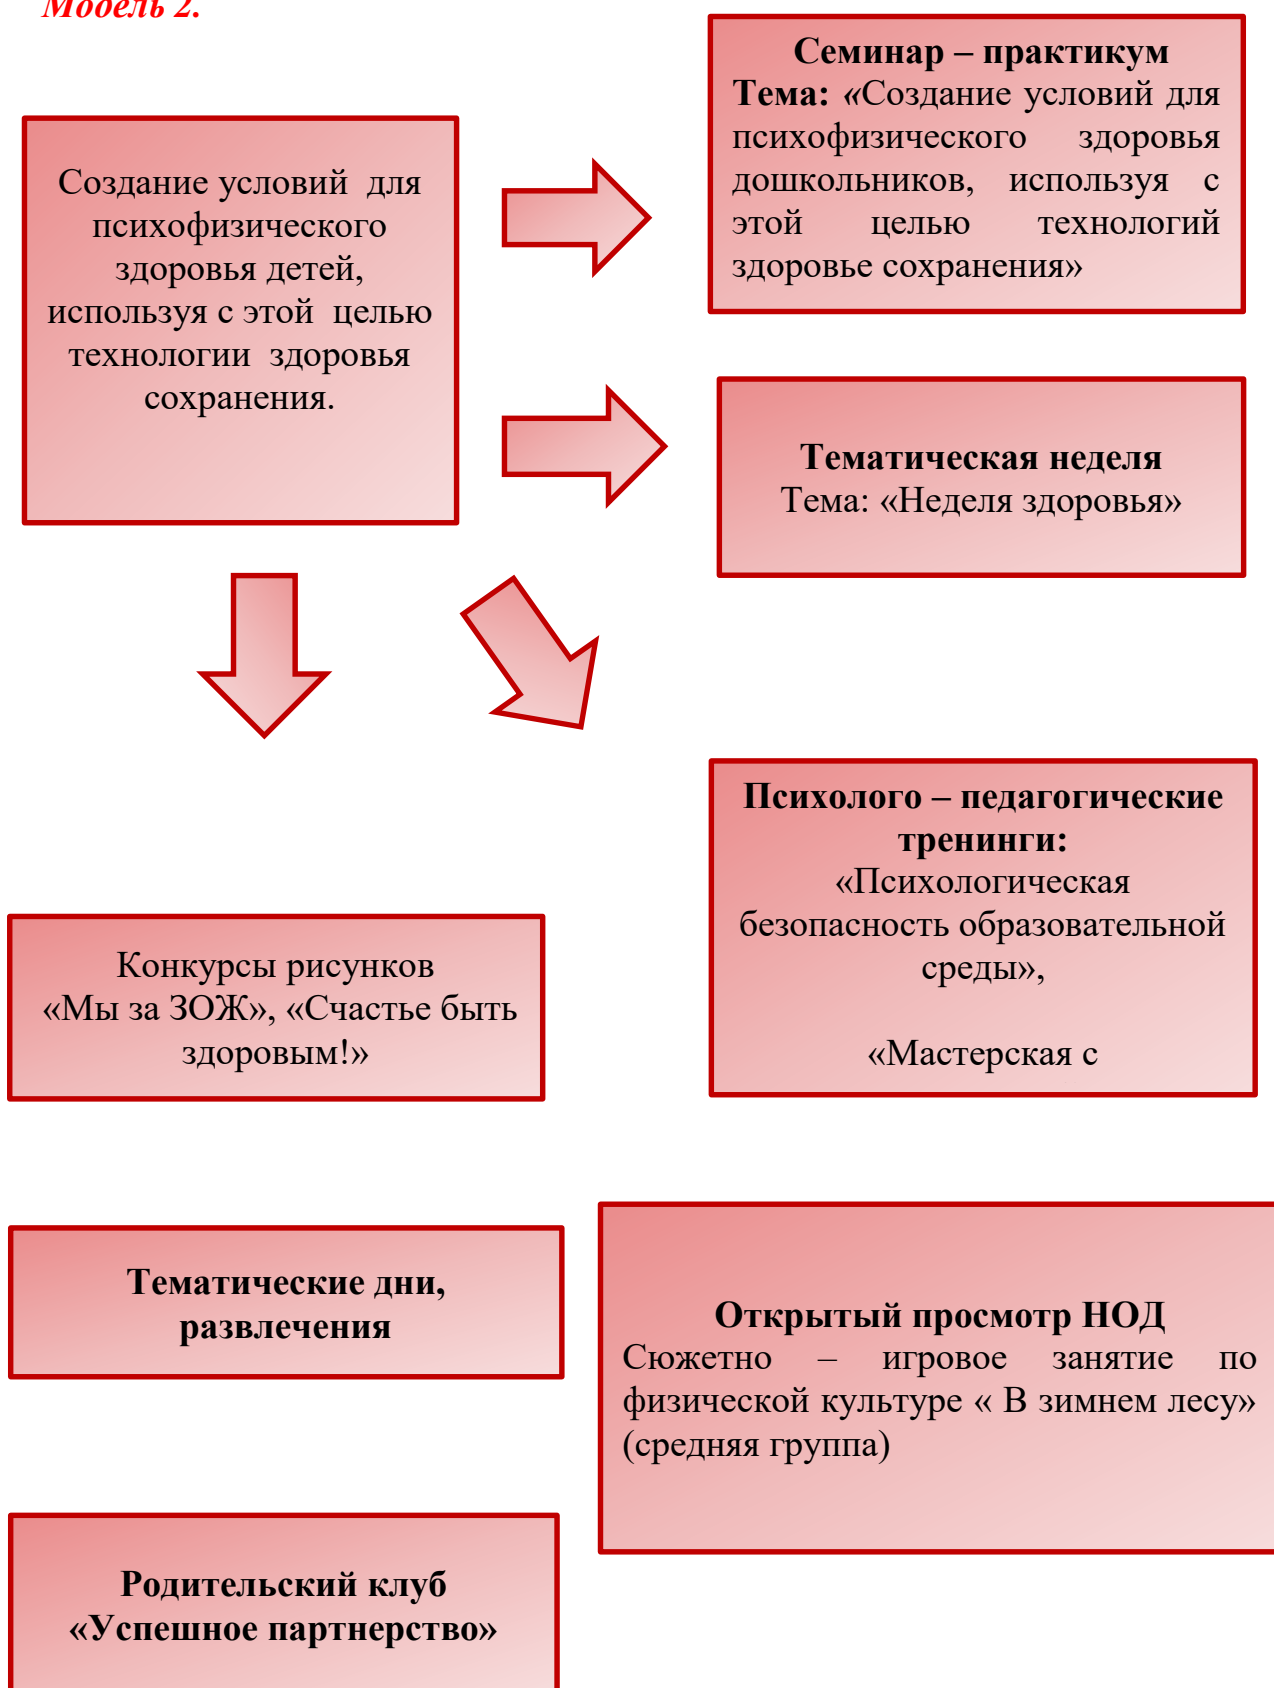 Модель 2.
Семинар – практикум
Тема: «Создание условий для
психофизического здоровья
дошкольников, используя с
этой целью технологий
здоровье сохранения»
Создание условий для
психофизического
здоровья детей,
используя с этой целью
технологии здоровья
сохранения.
Тематическая неделя
Тема: «Неделя здоровья»
Психолого – педагогические
тренинги:
«Психологическая
безопасность образовательной
среды»,
«Мастерская с
Конкурсы рисунков
«Мы за ЗОЖ», «Счастье быть
здоровым!»
Тематические дни,
развлечения
Открытый просмотр НОД
Сюжетно – игровое занятие по
физической культуре « В зимнем лесу»
(средняя группа)
Родительский клуб
«Успешное партнерство»